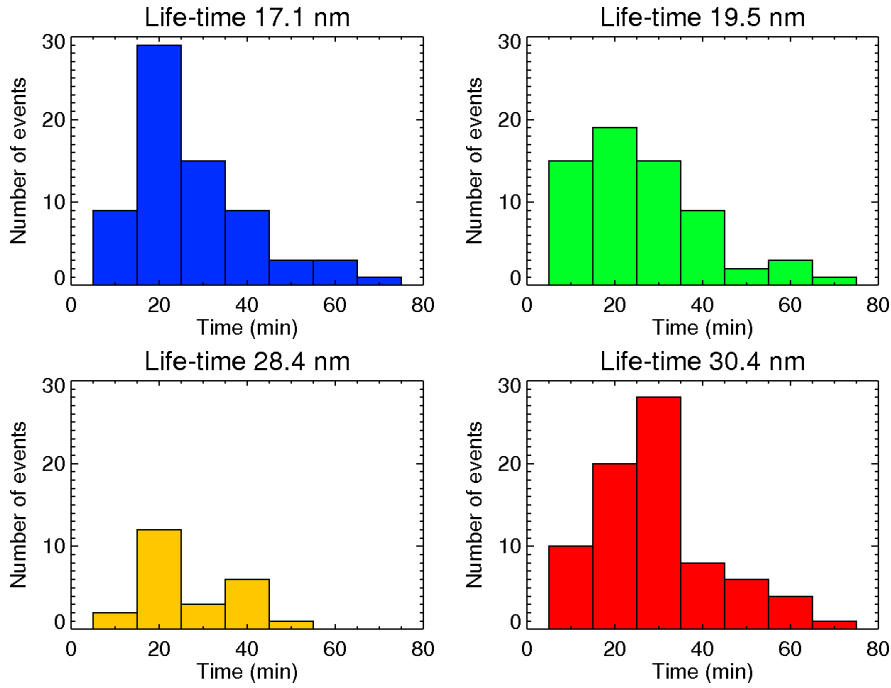 Life-time 17.1 nm
30
20
10
0
Number of events
0 20 40 60 80
Time (min)
Life-time 19.5 nm
30
20
10
0
Number of events
0 20 40 60 80
Time (min)
Life-time 28.4 nm
30
20
10
0
Number of events
0 20 40 60 80
Time (min)
Life-time 30.4 nm
30
20
10
0
Number of events
0 20 40 60 80
Time (min)